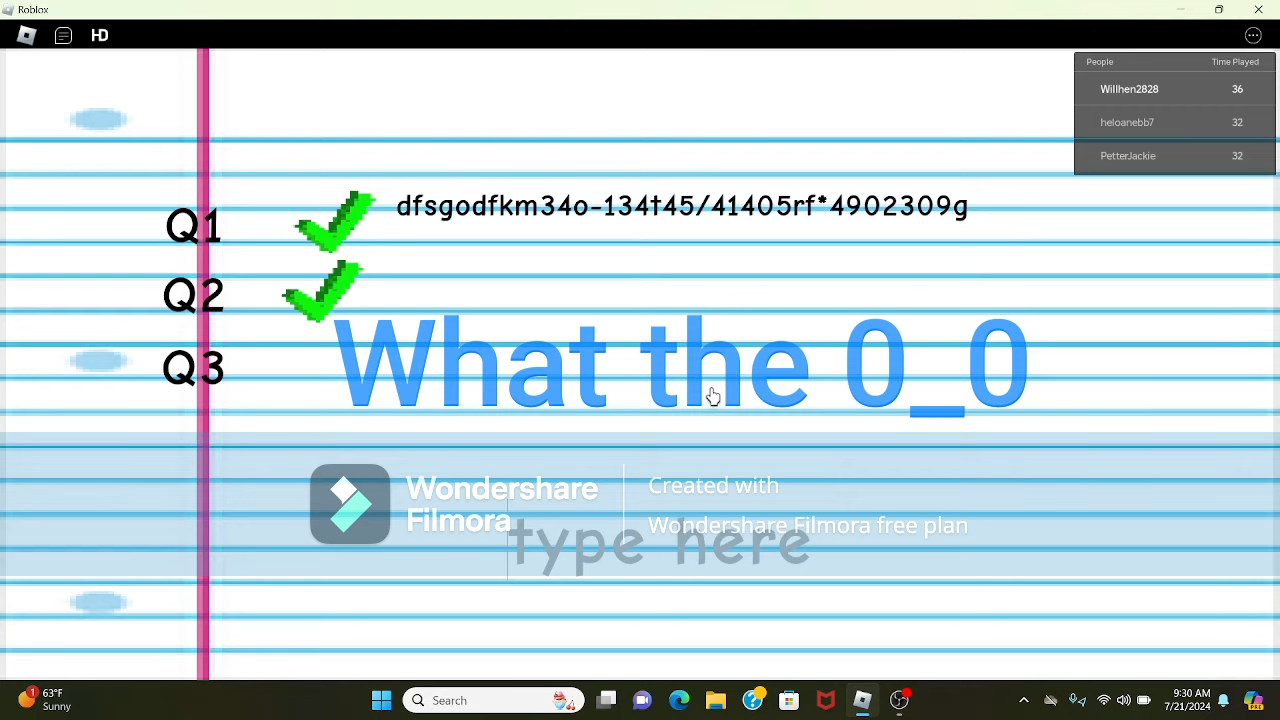 Roblox
HD
People Time Played
Willhen2828 36
heloanebb7 32
PetterJackie 32
Q1 dfsgodfkm34o-134t45/41405rf*4902309g
Q2
Q3 What the 0_0
Wondershare
Filmora
Created with
Wondershare Filmora free plan
type here
1
63°F
Sunny
Search
9:30 AM
7/21/2024